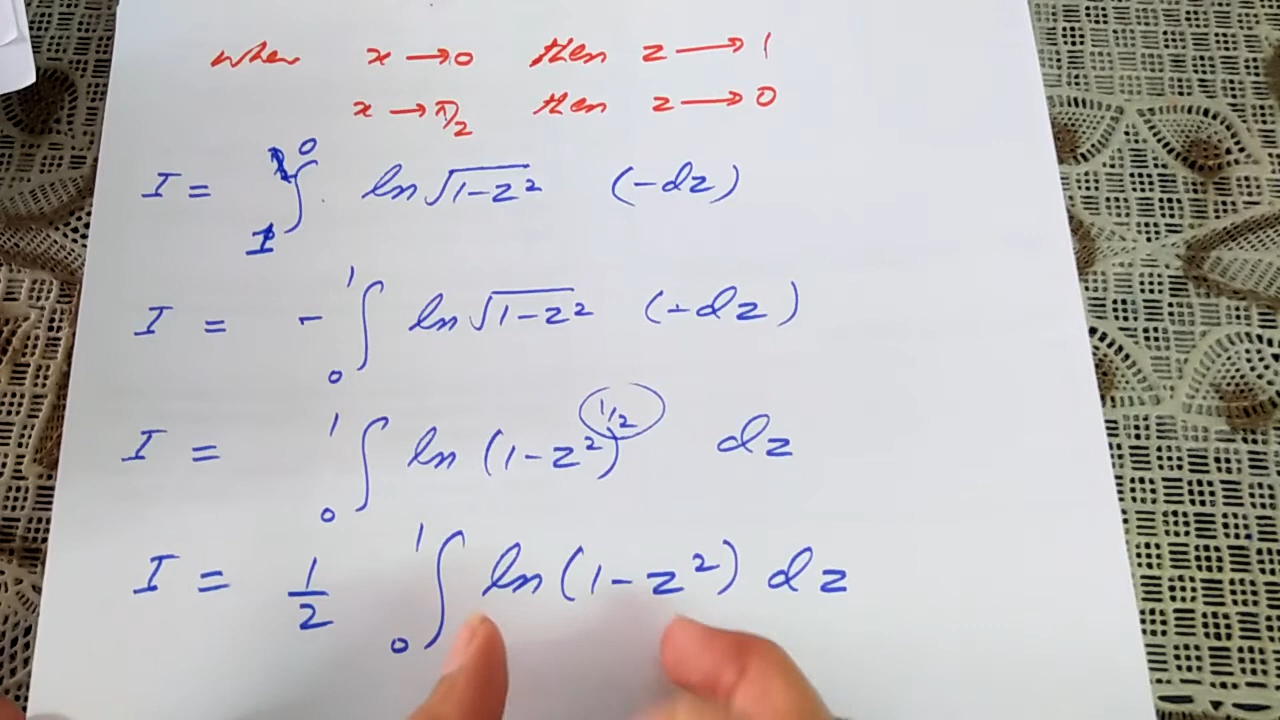 when x → 0 then z → 1
x → π/2 then z → 0
I = ∫₁⁰ ln √(1-z²) (-dz)
I = - ∫₀¹ ln √(1-z²) (-dz)
I = ∫₀¹ ln (1-z²)^(1/2) dz
I = 1/2 ∫₀¹ ln (1-z²) dz